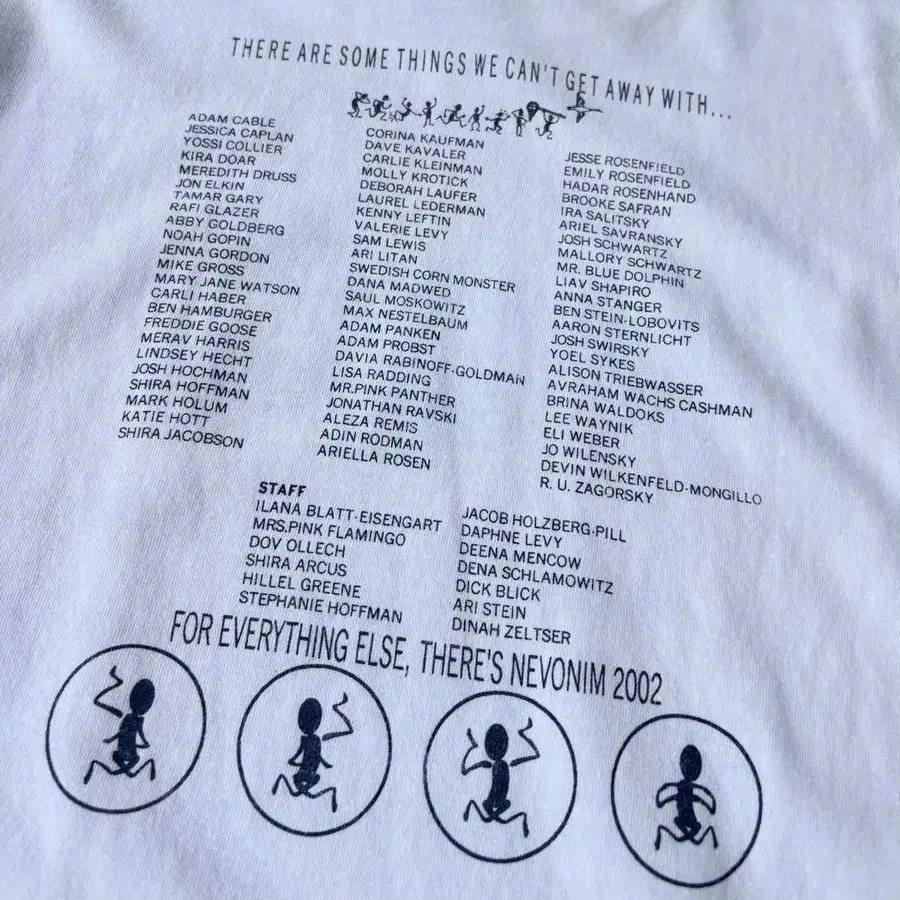 THERE ARE SOME THINGS WE CAN'T GET AWAY WITH...
ADAM CABLE
JESSICA CAPLAN
YOSSI COLLIER
KIRA DOAR
MEREDITH DRUSS
JON ELKIN
TAMAR GARY
RAFI GLAZER
ABBY GOLDBERG
NOAH GOPIN
JENNA GORDON
MIKE GROSS
MARY JANE WATSON
CARLI HABER
BEN HAMBURGER
FREDDIE GOOSE
MERAV HARRIS
LINDSEY HECHT
JOSH HOCHMAN
SHIRA HOFFMAN
MARK HOLUM
KATIE HOTT
SHIRA JACOBSON
CORINA KAUFMAN
DAVE KAVALER
CARLIE KLEINMAN
MOLLY KROTICK
DEBORAH LAUFER
LAUREL LEDERMAN
KENNY LEFTIN
VALERIE LEVY
SAM LEWIS
ARI LITAN
SWEDISH CORN MONSTER
DANA MADWED
SAUL MOSKOWITZ
MAX NESTELBAUM
ADAM PANKEN
ADAM PROBST
DAVIA RABINOFF-GOLDMAN
LISA RADDING
MR.PINK PANTHER
JONATHAN RAVSKI
ALEZA REMIS
ADIN RODMAN
ARIELLA ROSEN
JESSE ROSENFIELD
EMILY ROSENFIELD
HADAR ROSENHAND
BROOKE SAFRAN
IRA SALITSKY
ARIEL SAVRANSKY
JOSH SCHWARTZ
MALLORY SCHWARTZ
MR. BLUE DOLPHIN
LIAV SHAPIRO
ANNA STANGER
BEN STEIN-LOBOVITS
AARON STERNLICHT
JOSH SWIRSKY
YOEL SYKES
ALISON TRIEBWASSER
AVRAHAM WACHS CASHMAN
BRINA WALDOKS
LEE WAYNIK
ELI WEBER
JO WILENSKY
DEVIN WILKENFELD-MONGILLO
R. U. ZAGORSKY
STAFF
ILANA BLATT-EISENGART
MRS.PINK FLAMINGO
DOV OLLECH
SHIRA ARCUS
HILLEL GREENE
STEPHANIE HOFFMAN
JACOB HOLZBERG-PILL
DAPHNE LEVY
DEENA MENCOW
DENA SCHLAMOWITZ
DICK BLICK
ARI STEIN
DINAH ZELTSER
FOR EVERYTHING ELSE, THERE'S NEVONIM 2002